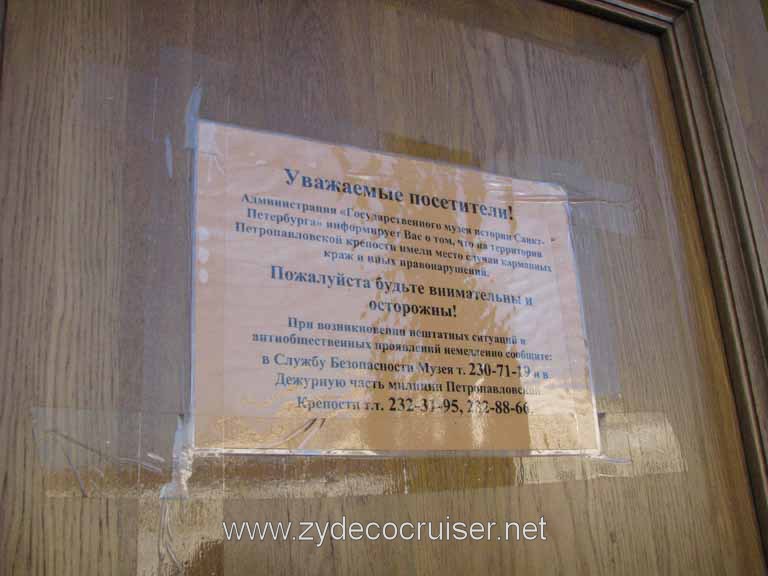 Уважаемые посетители!
Администрация «Государственного музея истории Санкт-
Петербурга» информирует Вас о том, что на территории
Петропавловской крепости имели место случаи карманных
краж и иных правонарушений.
Пожалуйста будьте внимательны и
осторожны!
При возникновении нештатных ситуаций и
антиобщественных проявлений немедленно сообщите:
в Службу Безопасности Музея т. 230-71-19 и в
Дежурную часть милиции Петропавловской
Крепости т.т. 232-31-95, 232-88-66.
www.zydecocruiser.net